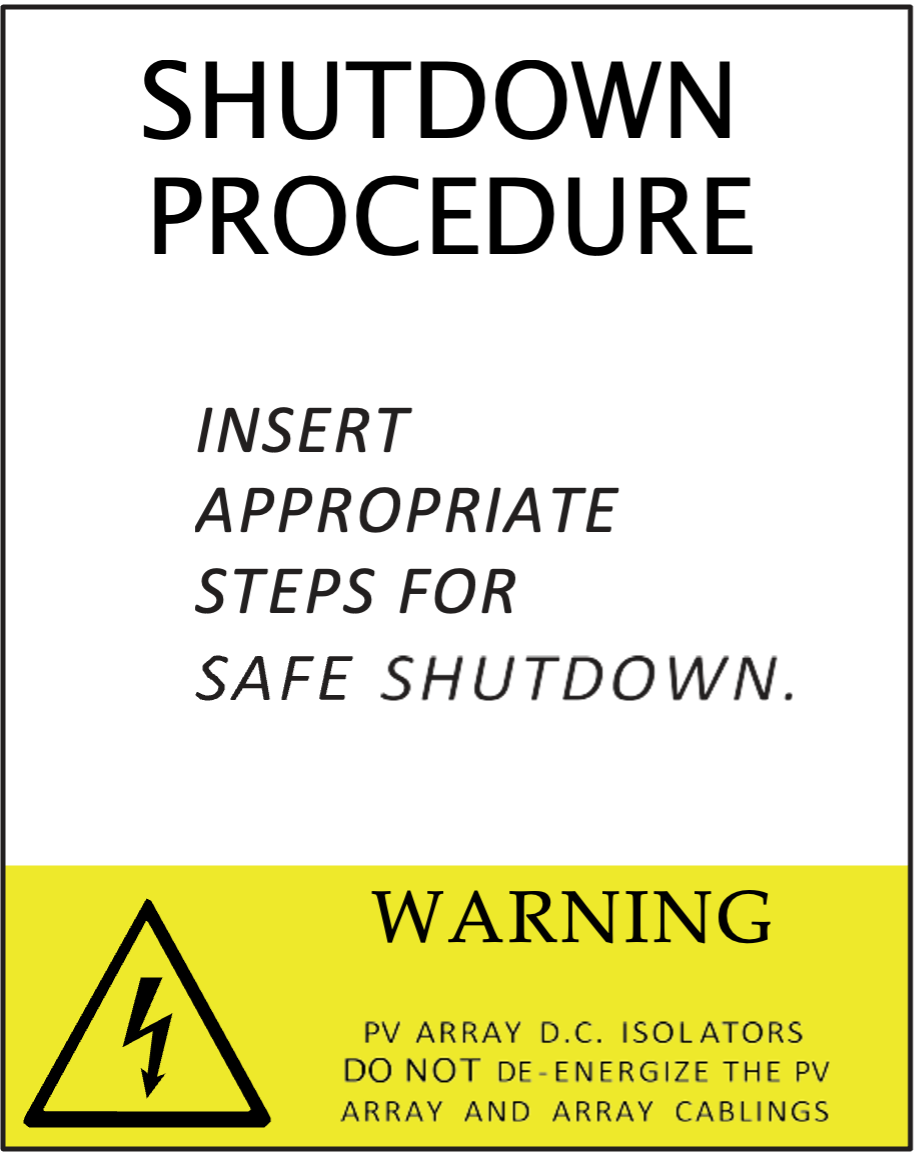 SHUTDOWN
PROCEDURE
INSERT
APPROPRIATE
STEPS FOR
SAFE SHUTDOWN.
WARNING
PV ARRAY D.C. ISOLATORS
DO NOT DE-ENERGIZE THE PV
ARRAY AND ARRAY CABLINGS